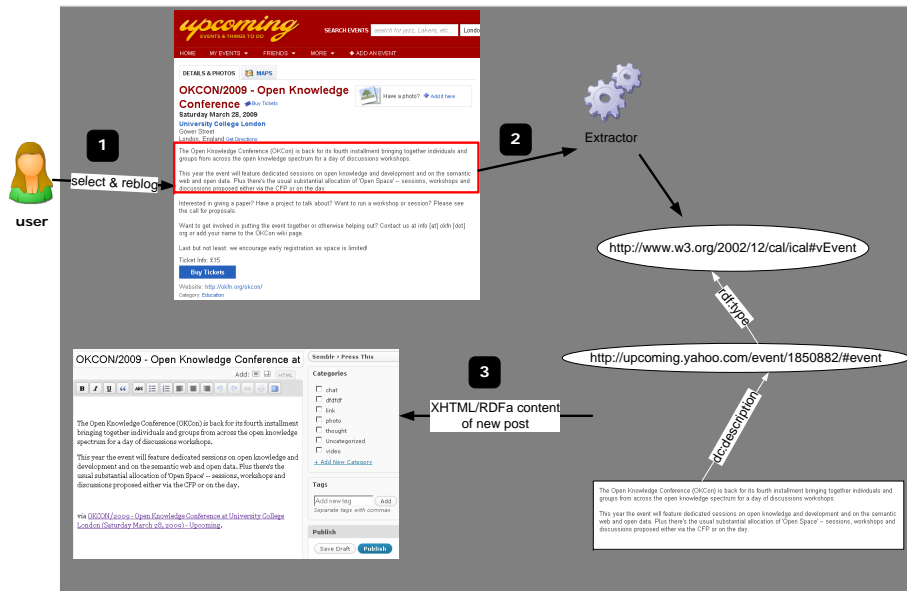 upcoming
EVENTS & THINGS TO DO
SEARCH EVENTS search for jazz, Lakers, etc... London
HOME MY EVENTS FRIENDS MORE ADD AN EVENT
DETAILS & PHOTOS MAPS
OKCON/2009 - Open Knowledge
Conference Buy Tickets
Have a photo? Add it here
Saturday March 28, 2009
University College London
Gower Street
London, England Get Directions
The Open Knowledge Conference (OKCon) is back for its fourth installment bringing together individuals and
groups from across the open knowledge spectrum for a day of discussions workshops.
This year the event will feature dedicated sessions on open knowledge and development and on the semantic
web and open data. Plus there's the usual substantial allocation of 'Open Space' -- sessions, workshops and
discussions proposed either via the CFP or on the day.
Interested in giving a paper? Have a project to talk about? Want to run a workshop or session? Please see
the call for proposals.
Want to get involved in putting the event together or otherwise helping out? Contact us at info [at] okfn [dot]
org or add your name to the OKCon wiki page.
Last but not least: we encourage early registration as space is limited!
Ticket Info: £15
Buy Tickets
Website: http://okfn.org/okcon/
Category: Education
1
select & reblog
user
2
Extractor
http://www.w3.org/2002/12/cal/ical#vEvent
rdf:type
http://upcoming.yahoo.com/event/1850882/#event
dc:description
The Open Knowledge Conference (OKCon) is back for its fourth installment bringing together individuals and
groups from across the open knowledge spectrum for a day of discussions workshops.
This year the event will feature dedicated sessions on open knowledge and development and on the semantic
web and open data. Plus there's the usual substantial allocation of 'Open Space' -- sessions, workshops and
discussions proposed either via the CFP or on the day.
3
XHTML/RDFa content
of new post
OKCON/2009 - Open Knowledge Conference at
Add: HTML
B I U ABC
The Open Knowledge Conference (OKCon) is back for its fourth installment
bringing together individuals and groups from across the open knowledge
spectrum for a day of discussions workshops.
This year the event will feature dedicated sessions on open knowledge and
development and on the semantic web and open data. Plus there's the
usual substantial allocation of 'Open Space' -- sessions, workshops and
discussions proposed either via the CFP or on the day.
via OKCON/2009 - Open Knowledge Conference at University College
London (Saturday March 28, 2009) - Upcoming.
Semblr › Press This
Categories
chat
dfdfdf
link
photo
thought
Uncategorized
video
+ Add New Category
Tags
Add new tag Add
Separate tags with commas
Publish
Save Draft Publish